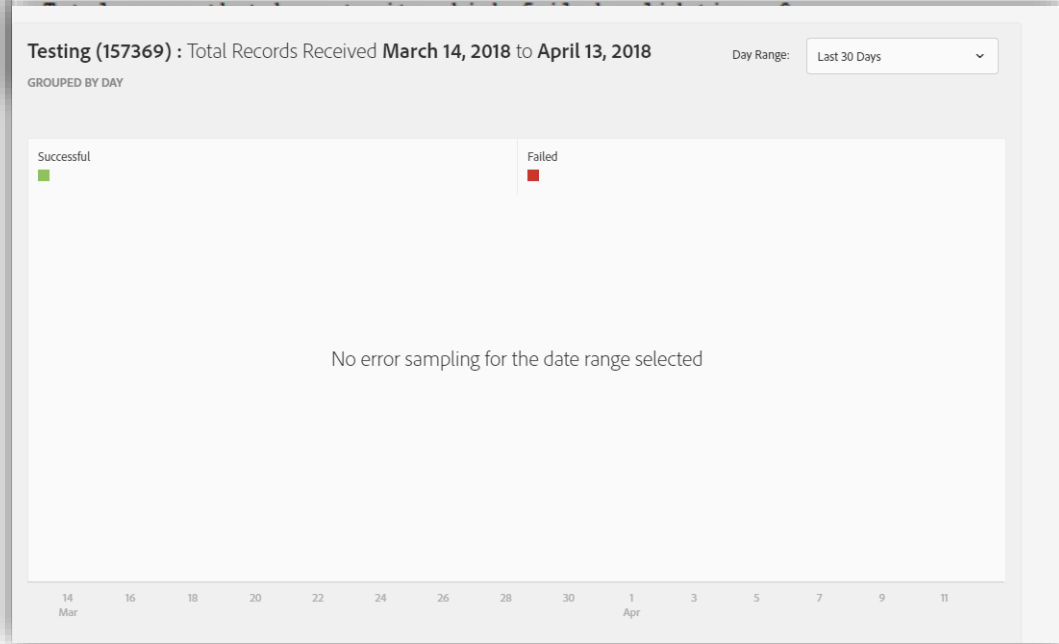 Testing (157369) : Total Records Received March 14, 2018 to April 13, 2018
Day Range:
Last 30 Days
GROUPED BY DAY
Successful
Failed
No error sampling for the date range selected
14 16 18 20 22 24 26 28 30 1 3 5 7 9 11
Mar Apr